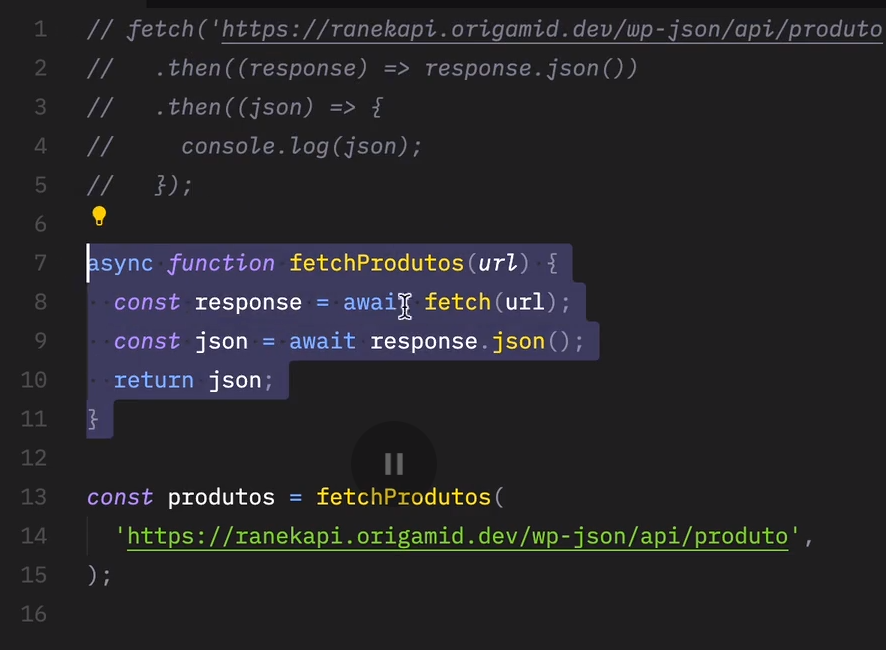 1 // fetch('https://ranekapi.origamid.dev/wp-json/api/produto
2 //   .then((response) => response.json())
3 //   .then((json) => {
4 //     console.log(json);
5 //   });
6
7 async function fetchProdutos(url) {
8   const response = await fetch(url);
9   const json = await response.json();
10   return json;
11 }
12
13 const produtos = fetchProdutos(
14   'https://ranekapi.origamid.dev/wp-json/api/produto',
15 );
16